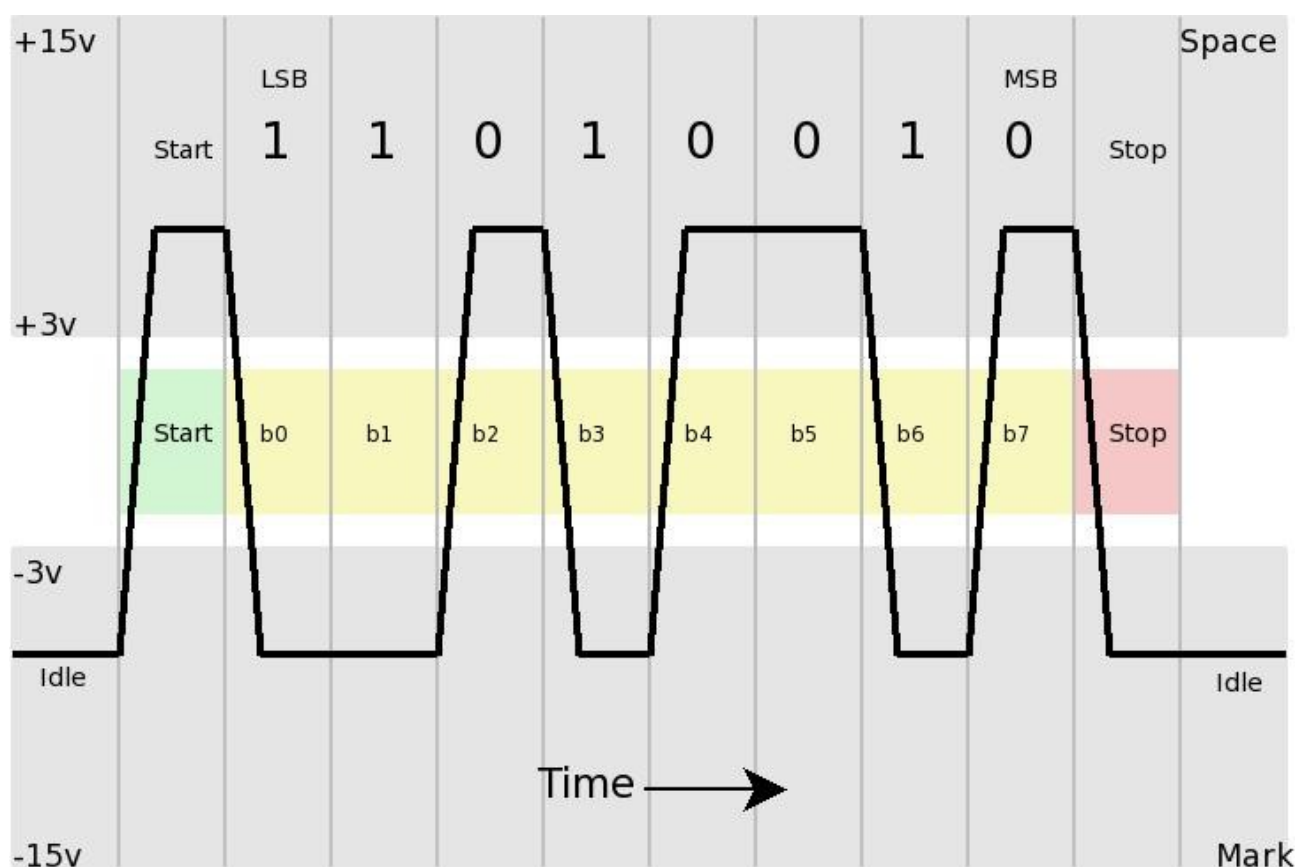 +15v
Space
LSB
MSB
Start 1 1 0 1 0 0 1 0 Stop
+3v
Start b0 b1 b2 b3 b4 b5 b6 b7 Stop
-3v
Idle
Idle
Time
-15v
Mark